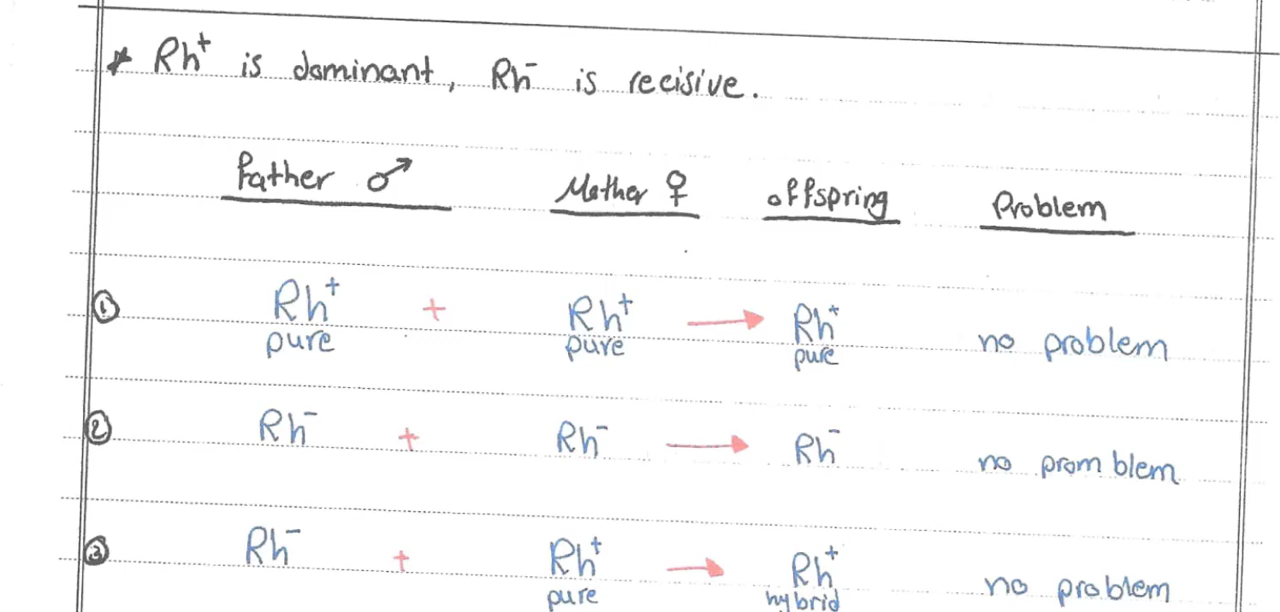 * Rh⁺ is dominant, Rh⁻ is recisive.
Father ♂ Mother ♀ offspring Problem
① Rh⁺ + Rh⁺ → Rh⁺ no problem
pure pure pure
② Rh⁻ + Rh⁻ → Rh⁻ no promblem
③ Rh⁻ + Rh⁺ → Rh⁺ no problem
pure hybrid